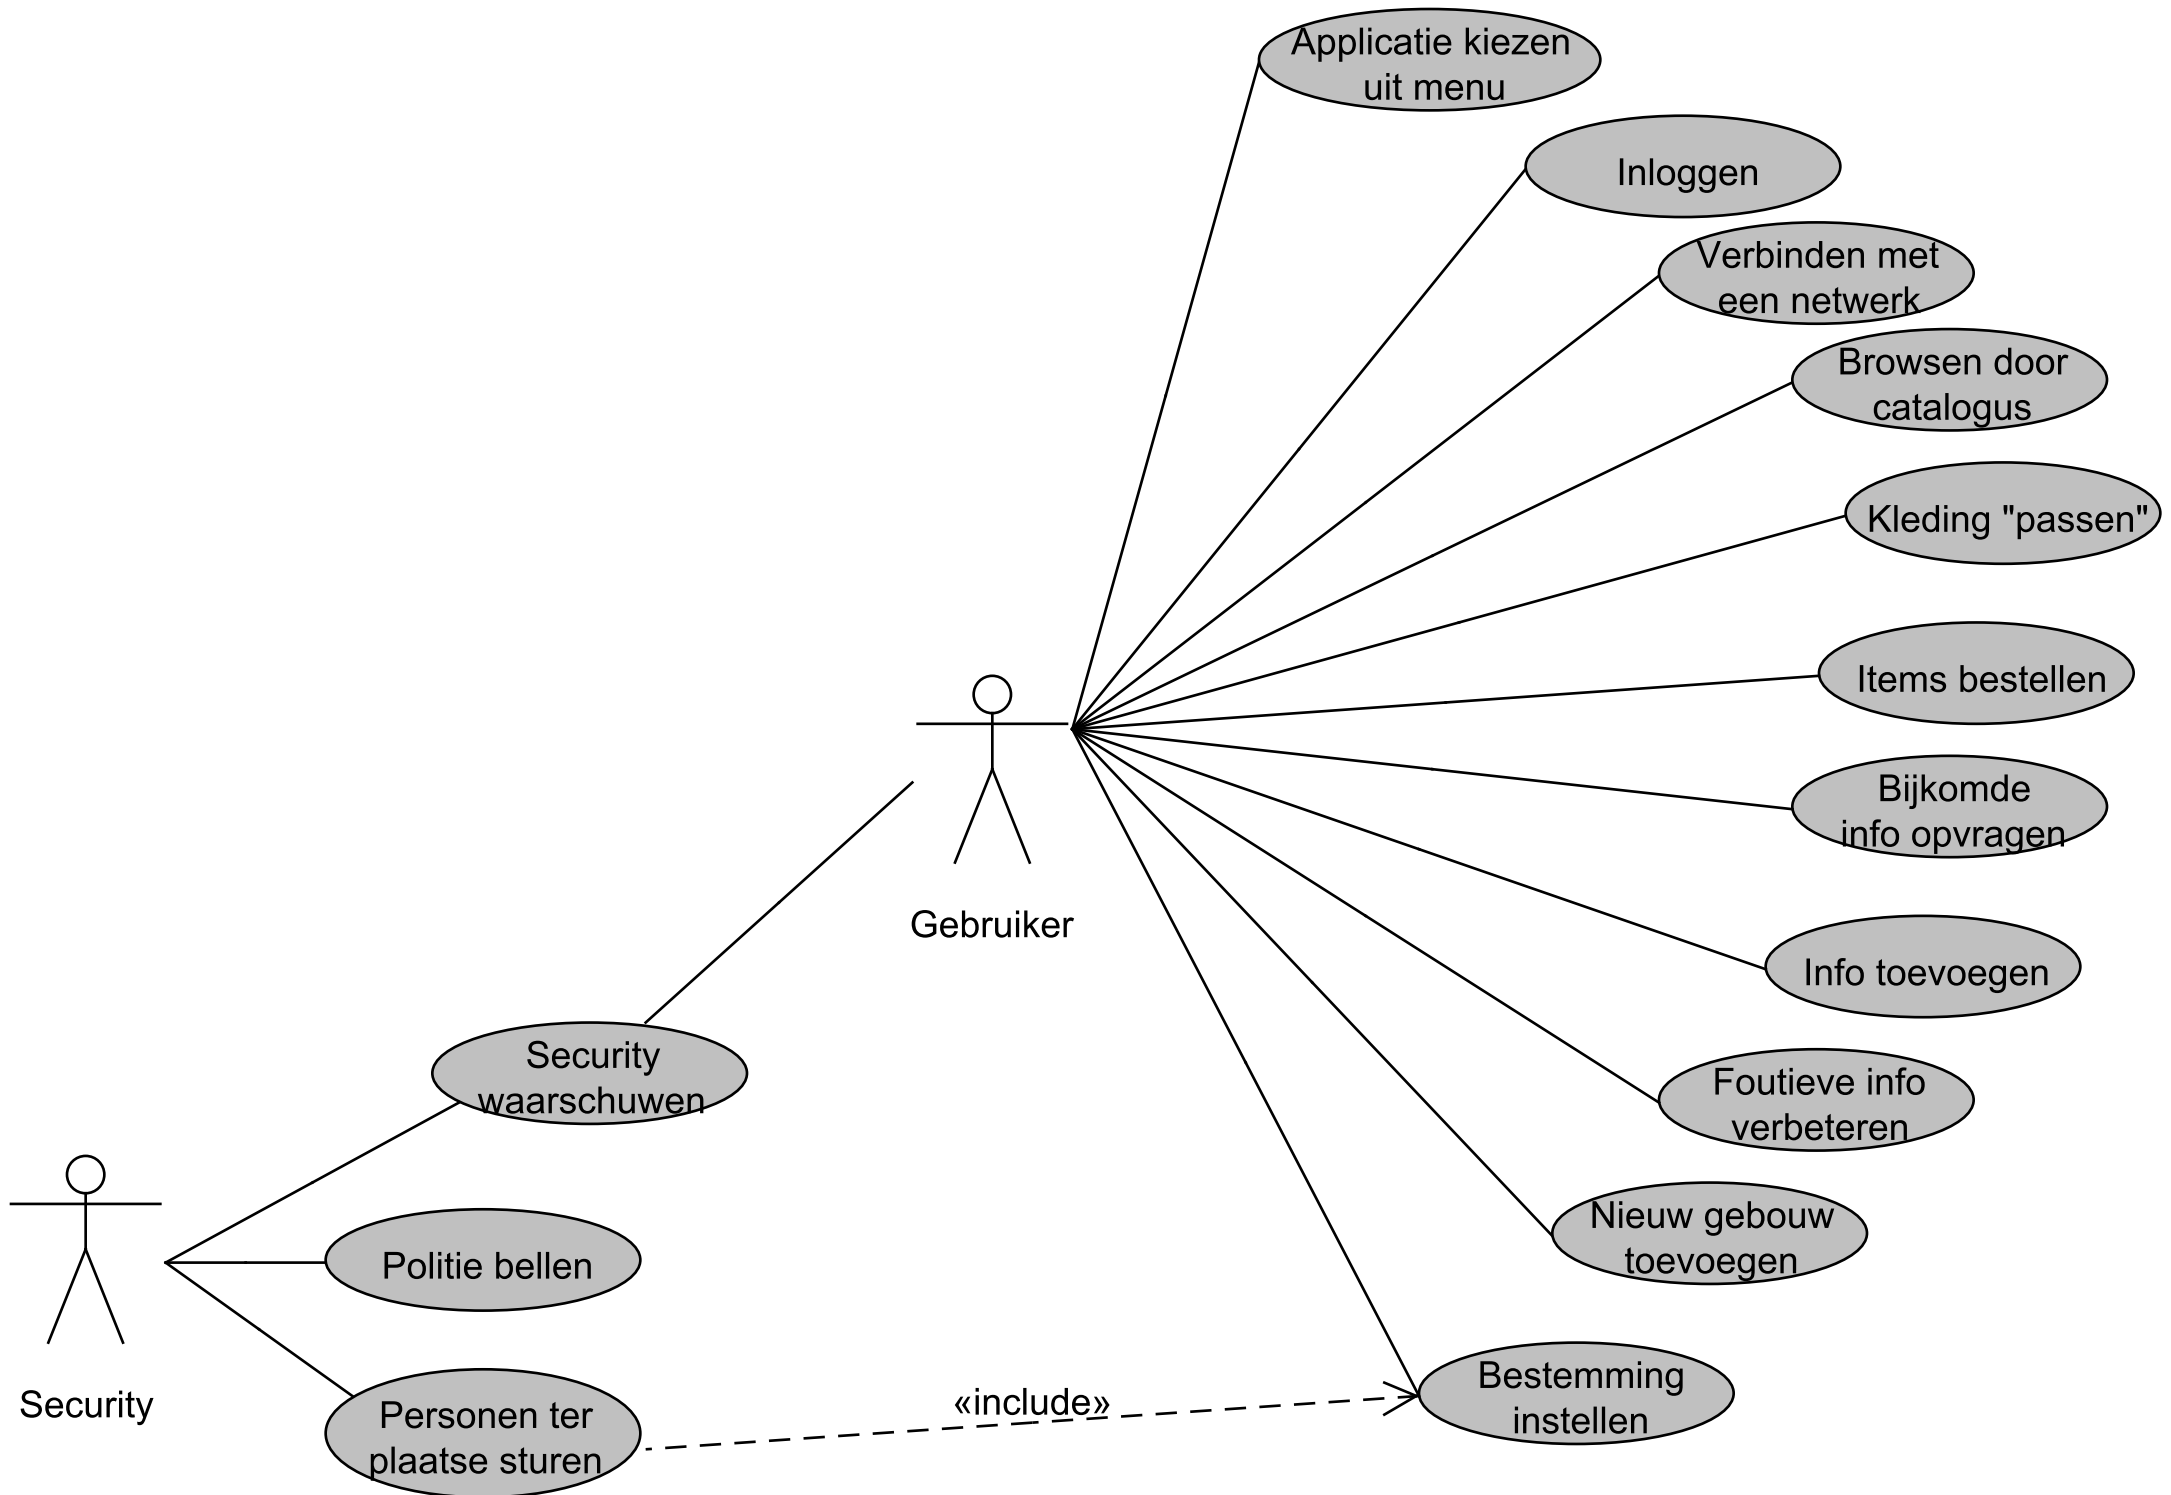 Applicatie kiezen
uit menu
Inloggen
Verbinden met
een netwerk
Browsen door
catalogus
Kleding "passen"
Items bestellen
Bijkomde
info opvragen
Gebruiker
Info toevoegen
Security
waarschuwen
Foutieve info
verbeteren
Nieuw gebouw
toevoegen
Politie bellen
Security
Personen ter
plaatse sturen
«include»
Bestemming
instellen